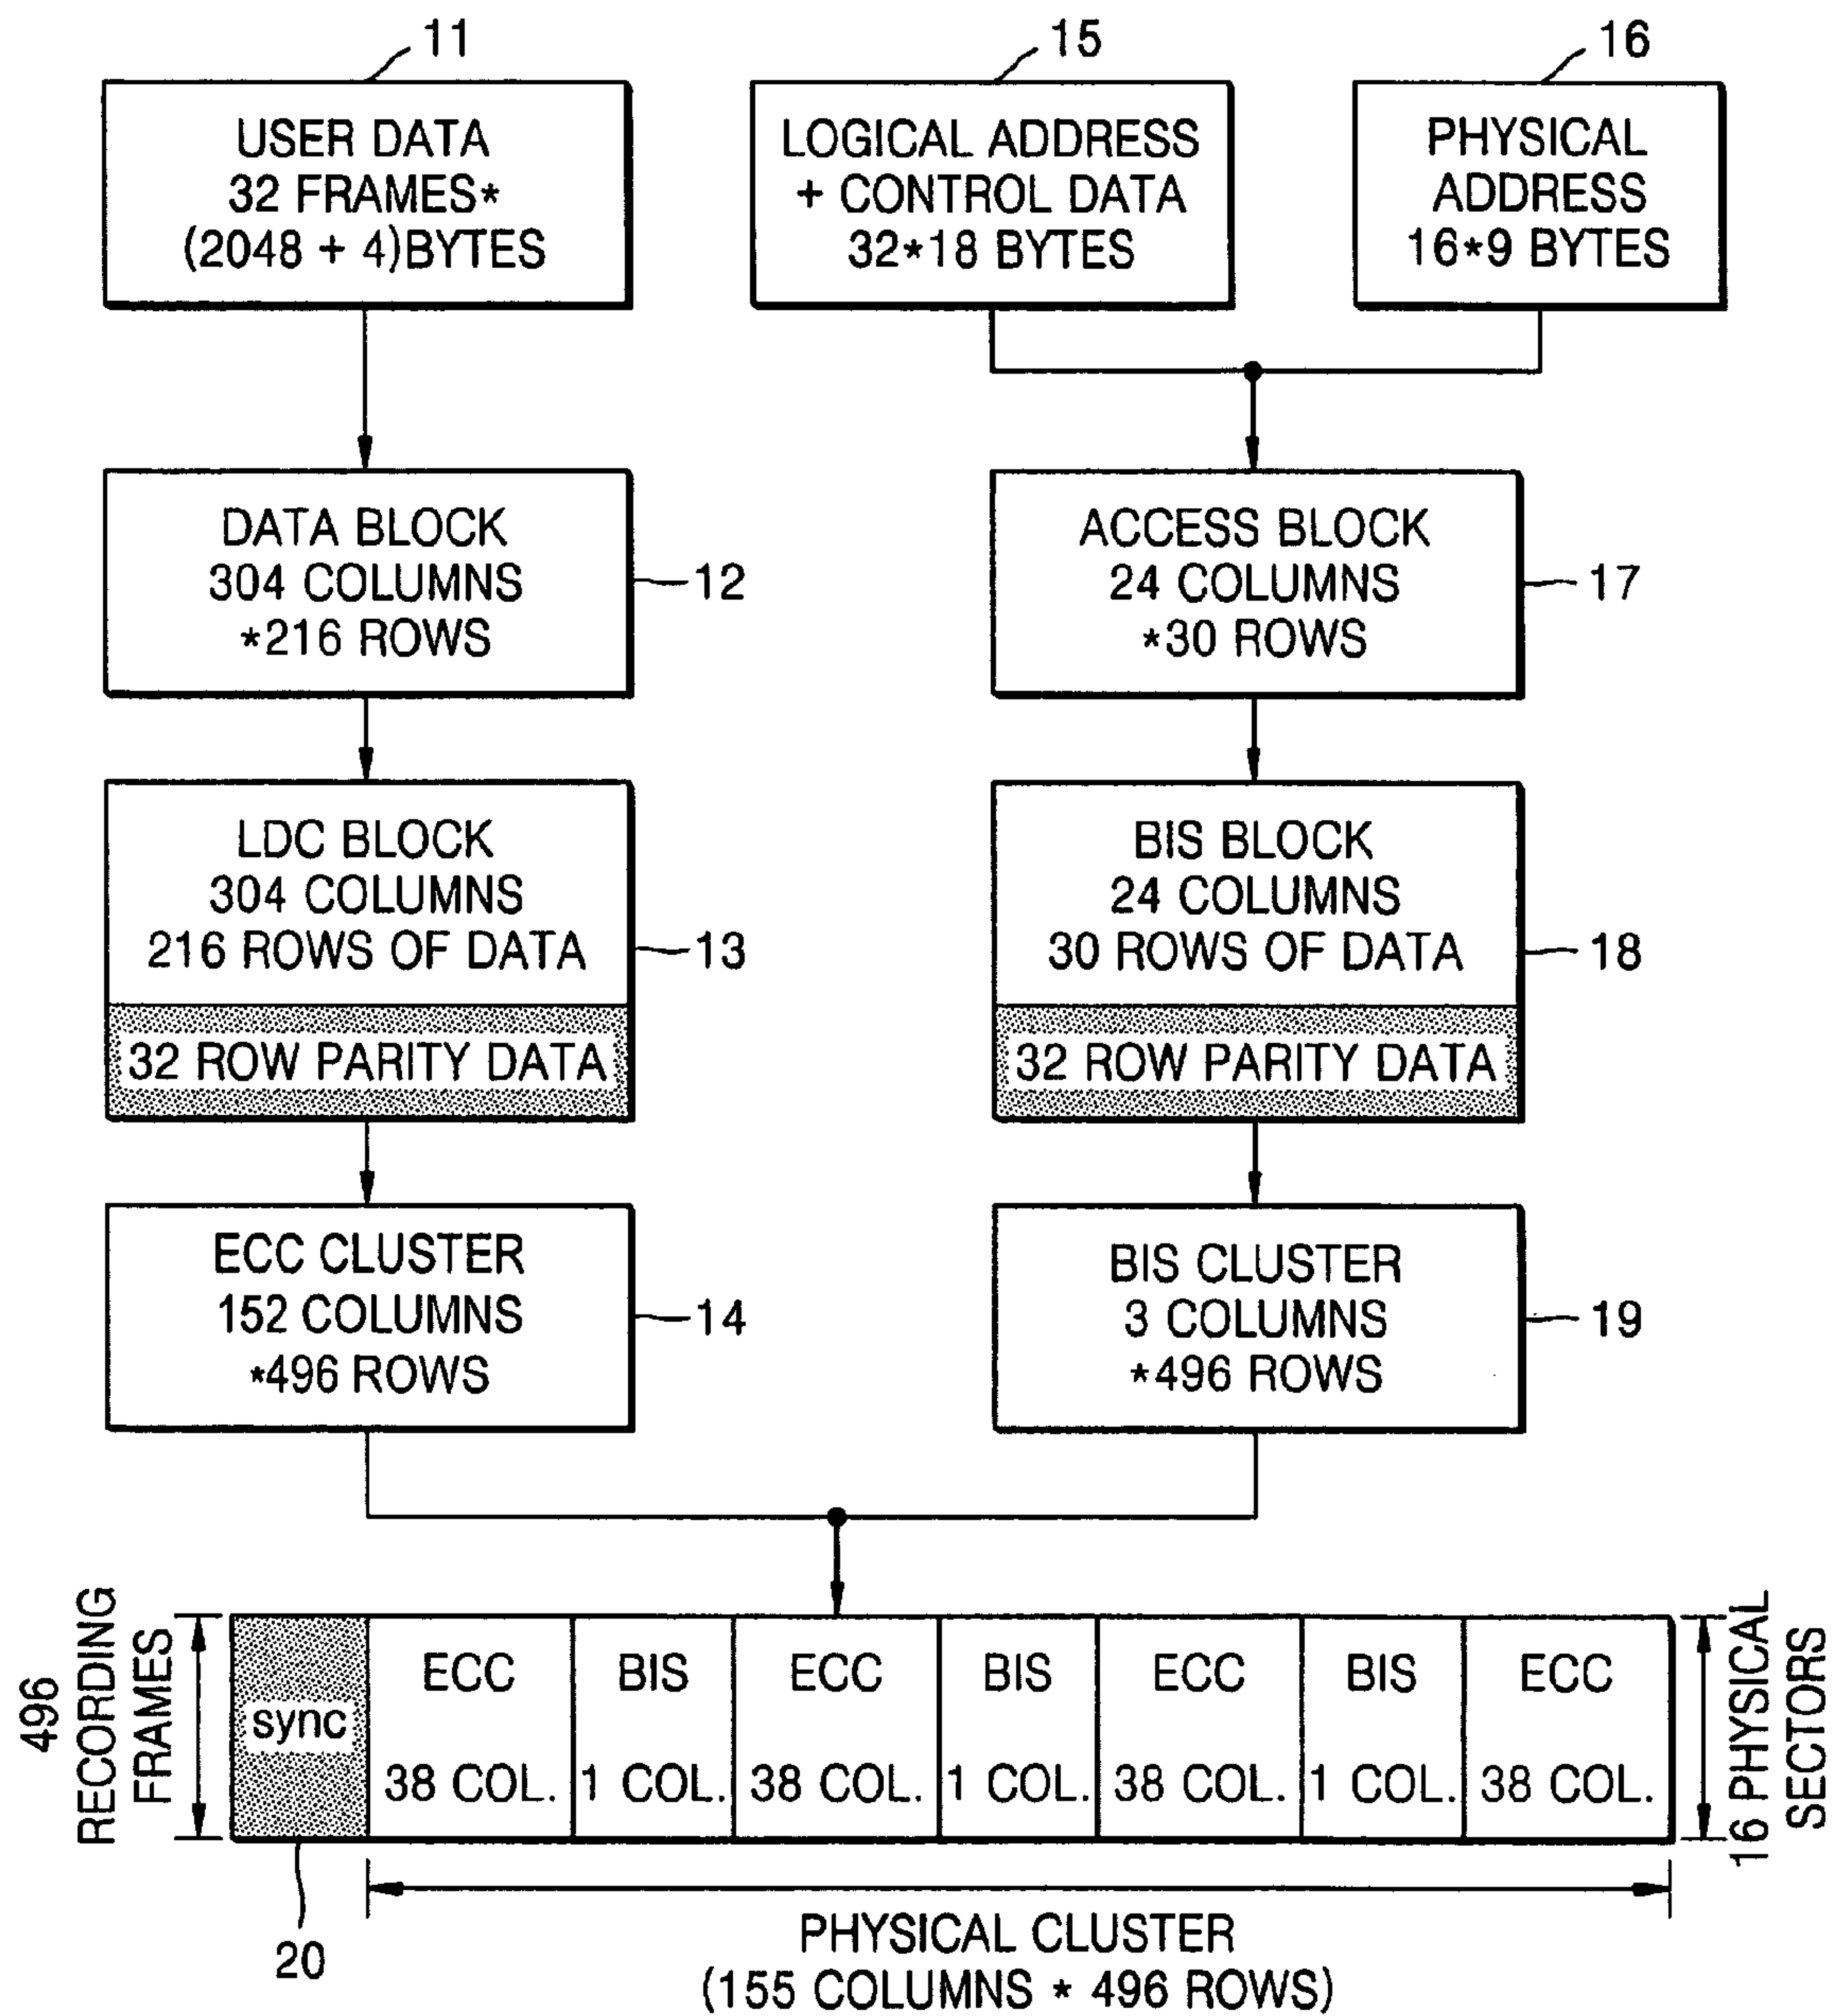 11
15
16
USER DATA
32 FRAMES*
(2048 + 4)BYTES
LOGICAL ADDRESS
+ CONTROL DATA
32*18 BYTES
PHYSICAL
ADDRESS
16*9 BYTES
DATA BLOCK
304 COLUMNS
*216 ROWS
12
ACCESS BLOCK
24 COLUMNS
*30 ROWS
17
LDC BLOCK
304 COLUMNS
216 ROWS OF DATA
32 ROW PARITY DATA
13
BIS BLOCK
24 COLUMNS
30 ROWS OF DATA
32 ROW PARITY DATA
18
ECC CLUSTER
152 COLUMNS
*496 ROWS
14
BIS CLUSTER
3 COLUMNS
*496 ROWS
19
496
RECORDING
FRAMES
sync
ECC
38 COL.
BIS
1 COL.
ECC
38 COL.
BIS
1 COL.
ECC
38 COL.
BIS
1 COL.
ECC
38 COL.
16 PHYSICAL
SECTORS
20
PHYSICAL CLUSTER
(155 COLUMNS * 496 ROWS)